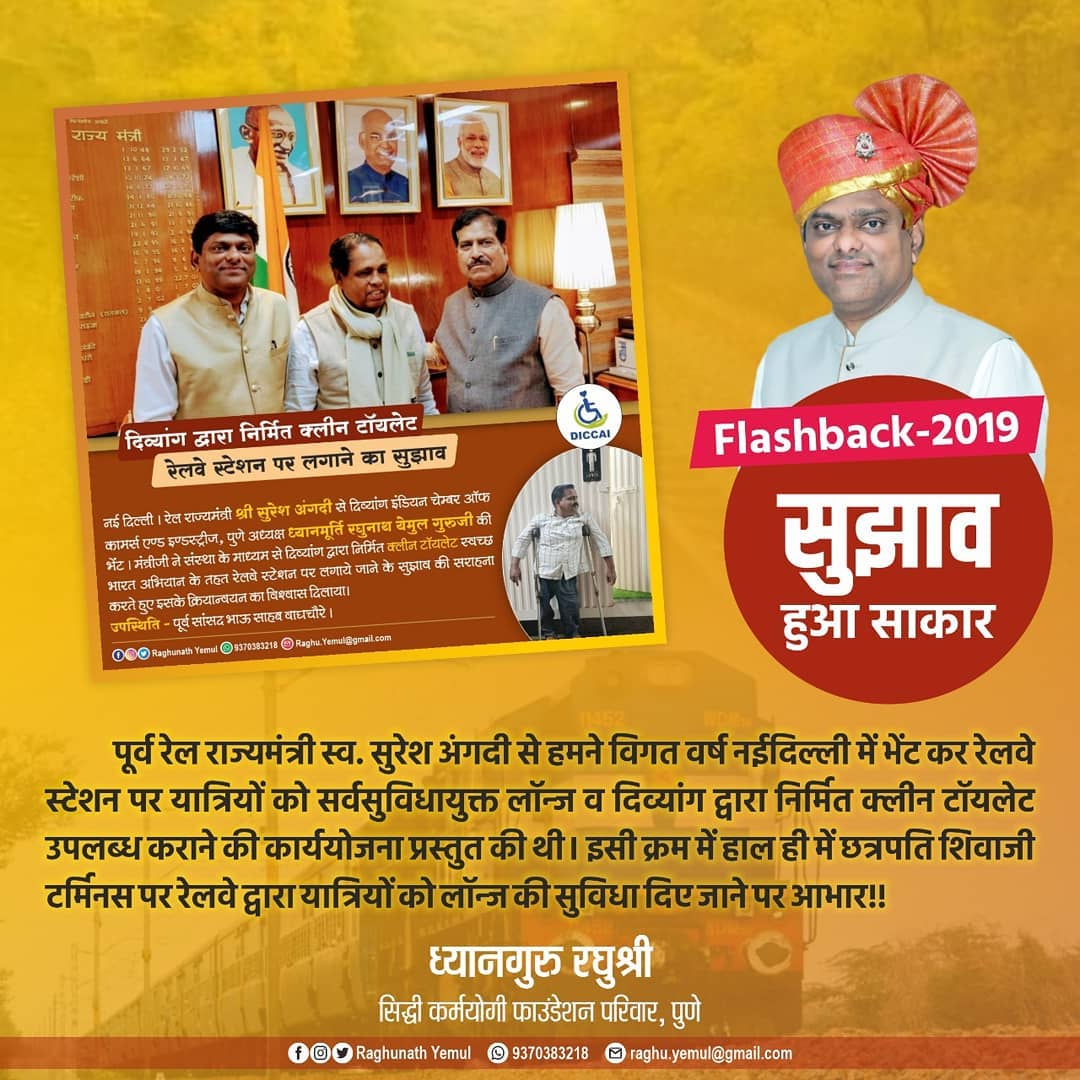 राज्य मंत्री
दिव्यांग द्वारा निर्मित क्लीन टॉयलेट
रेलवे स्टेशन पर लगाने का सुझाव
DICCAI
नई दिल्ली। रेल राज्यमंत्री श्री सुरेश अंगदी से दिव्यांग इंडियन चेम्बर ऑफ
कामर्स एण्ड इण्डस्ट्रीज, पुणे अध्यक्ष ध्यानमूर्ति रघुनाथ येमुल गुरुजी की
भेंट। मंत्रीजी ने संस्था के माध्यम से दिव्यांग द्वारा निर्मित क्लीन टॉयलेट स्वच्छ
भारत अभियान के तहत रेलवे स्टेशन पर लगाये जाने के सुझाव की सराहना
करते हुए इसके क्रियान्वयन का विश्वास दिलाया।
उपस्थिति - पूर्व सांसद भाऊ साहब वाघचौरे।
Raghunath Yemul 9370383218 Raghu.Yemul@gmail.com
Flashback-2019
सुझाव
हुआ साकार
पूर्व रेल राज्यमंत्री स्व. सुरेश अंगदी से हमने विगत वर्ष नईदिल्ली में भेंट कर रेलवे
स्टेशन पर यात्रियों को सर्वसुविधायुक्त लॉन्ज व दिव्यांग द्वारा निर्मित क्लीन टॉयलेट
उपलब्ध कराने की कार्ययोजना प्रस्तुत की थी। इसी क्रम में हाल ही में छत्रपति शिवाजी
टर्मिनस पर रेलवे द्वारा यात्रियों को लॉन्ज की सुविधा दिए जाने पर आभार!!
ध्यानगुरु रघुश्री
सिद्धी कर्मयोगी फाउंडेशन परिवार, पुणे
Raghunath Yemul 9370383218 raghu.yemul@gmail.com